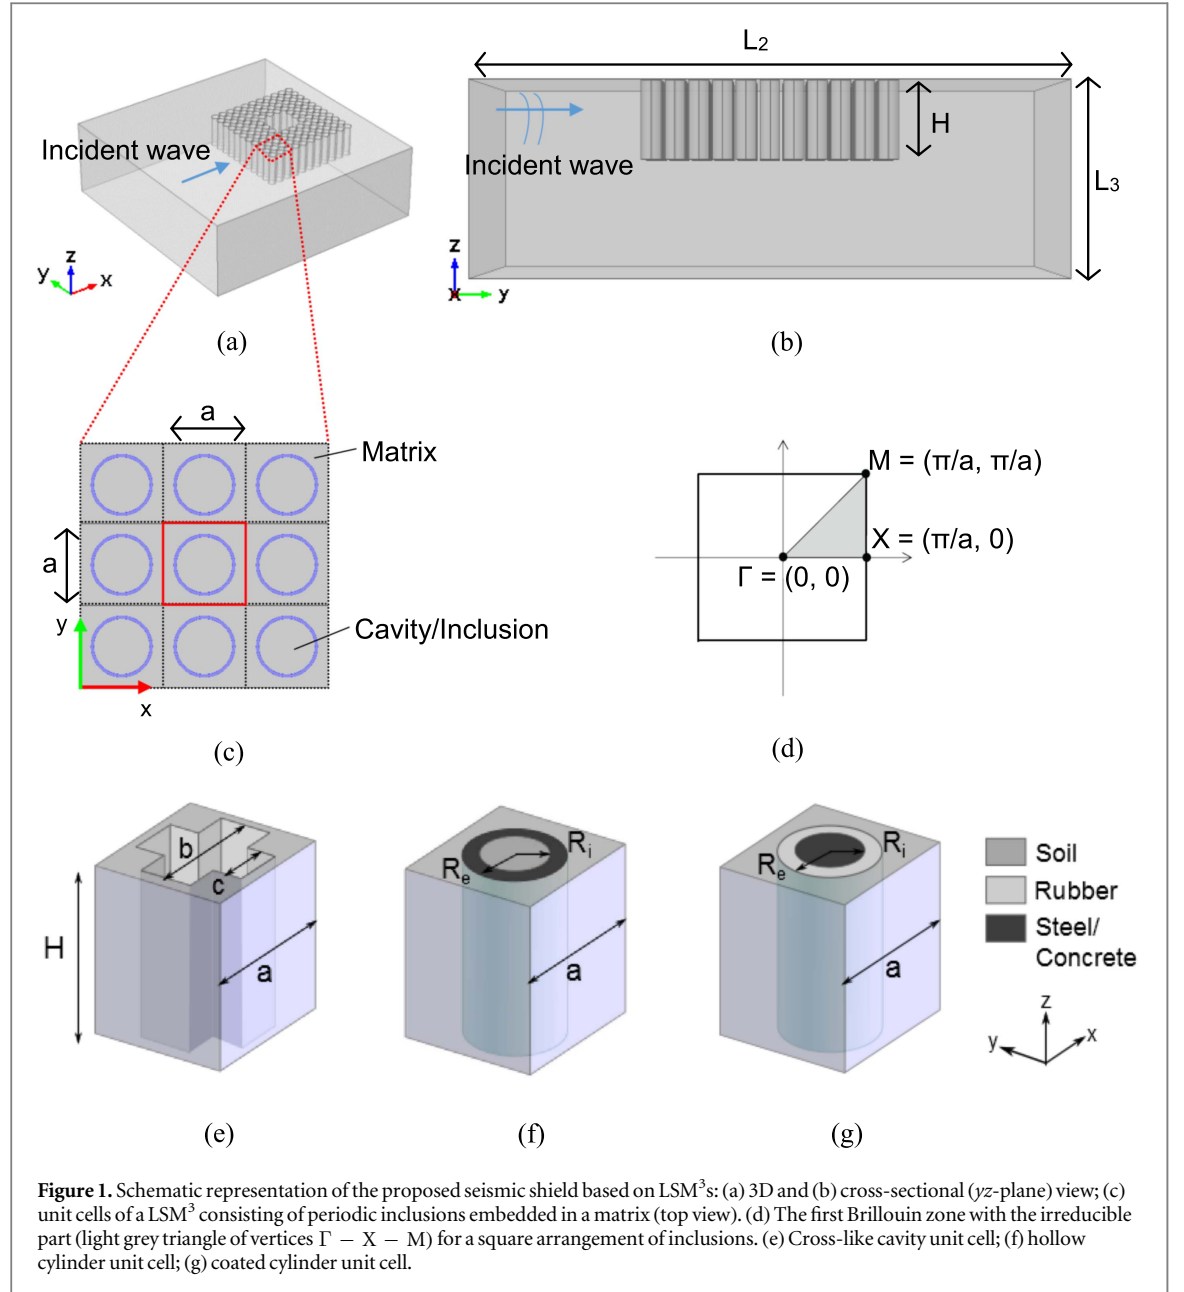 L2
Incident wave
H
L3
Incident wave
z
y
x
z
x
y
(a)
(b)
a
Matrix
a
y
Cavity/Inclusion
x
M = (π/a, π/a)
X = (π/a, 0)
Γ = (0, 0)
(c)
(d)
b
c
H
a
Re
Ri
a
Re
Ri
a
Soil
Rubber
Steel/
Concrete
z
y
x
(e)
(f)
(g)
Figure 1. Schematic representation of the proposed seismic shield based on LSM³s: (a) 3D and (b) cross-sectional (yz-plane) view; (c)
unit cells of a LSM³ consisting of periodic inclusions embedded in a matrix (top view). (d) The first Brillouin zone with the irreducible
part (light grey triangle of vertices Γ − X − M) for a square arrangement of inclusions. (e) Cross-like cavity unit cell; (f) hollow
cylinder unit cell; (g) coated cylinder unit cell.